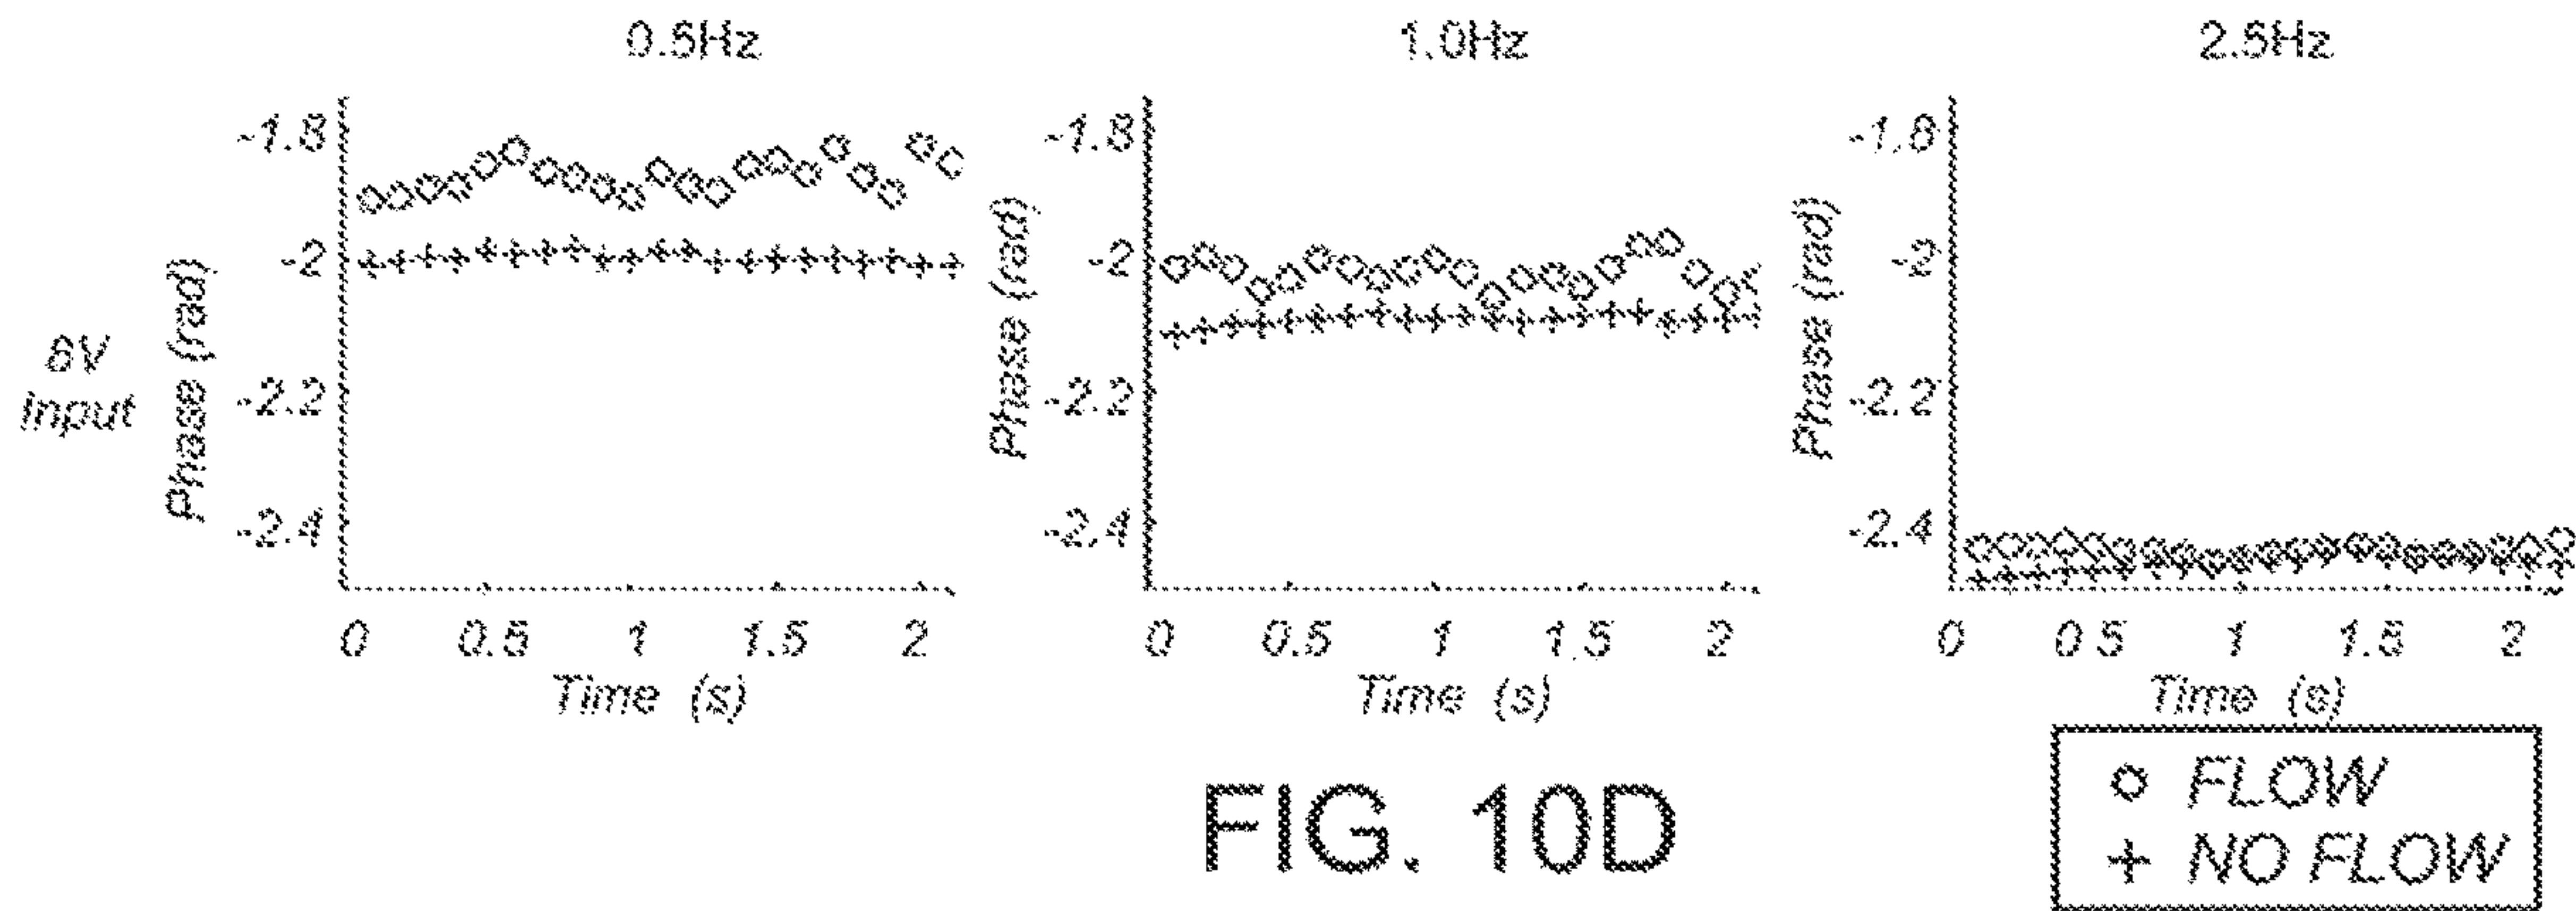 0.5Hz 1.0Hz 2.5Hz
-1.8 -1.8 -1.8
-2 -2 -2
-2.2 -2.2 -2.2
-2.4 -2.4 -2.4
Phase (rad) Phase (rad) Phase (rad)
Input
0 0.5 1 1.5 2 0 0.5 1 1.5 2 0 0.5 1 1.5 2
Time (s) Time (s) Time (s)
FIG. 10D
FLOW
NO FLOW